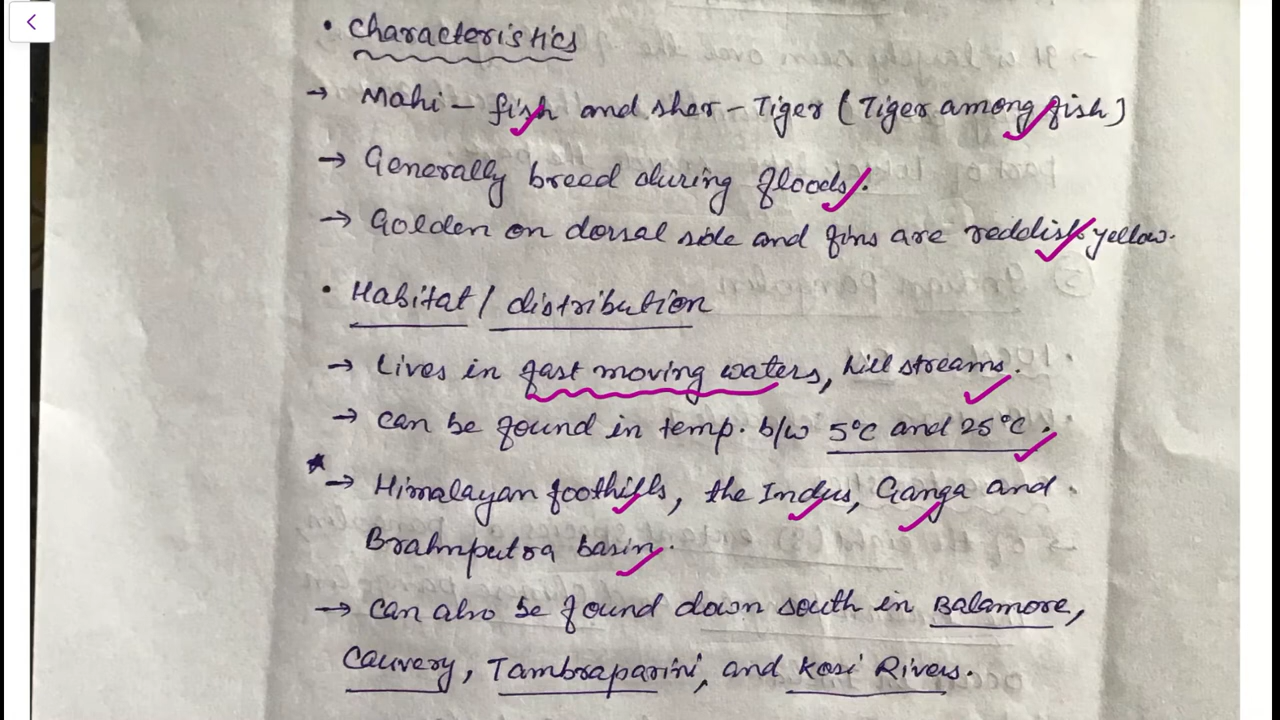 • Characteristics
→ Mahi - fish and sher - Tiger (Tiger among fish)
→ Generally breed during floods.
→ Golden on dorsal side and fins are reddish yellow.
• Habitat / distribution
→ Lives in fast moving waters, hill streams.
→ can be found in temp. b/w 5°C and 25°C.
* → Himalayan foothills, the Indus, Ganga and
Brahmputra basin.
→ can also be found down south in Balamore,
Cauvery, Tambraparini, and Kosi Rivers.